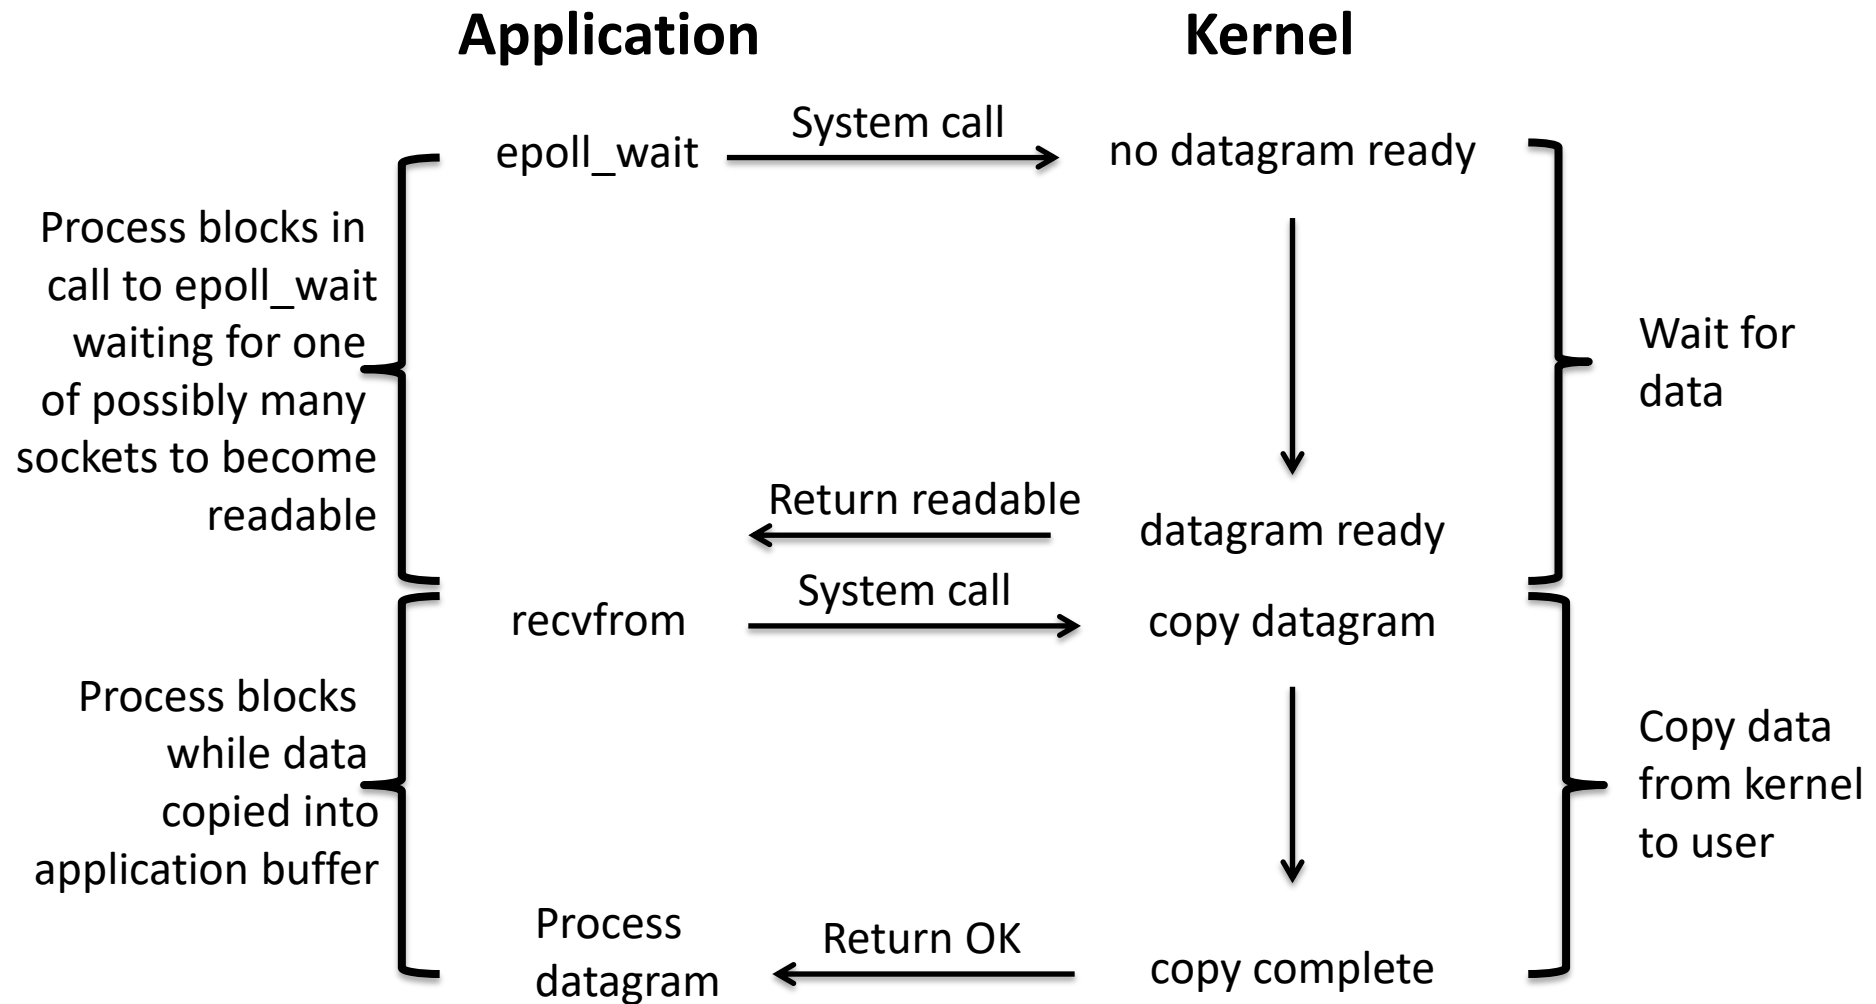 Application
Kernel
System call
epoll_wait
no datagram ready
Process blocks in
call to epoll_wait
waiting for one
of possibly many
sockets to become
readable
Wait for
data
Return readable
datagram ready
System call
recvfrom
copy datagram
Process blocks
while data
copied into
application buffer
Copy data
from kernel
to user
Process
datagram
Return OK
copy complete